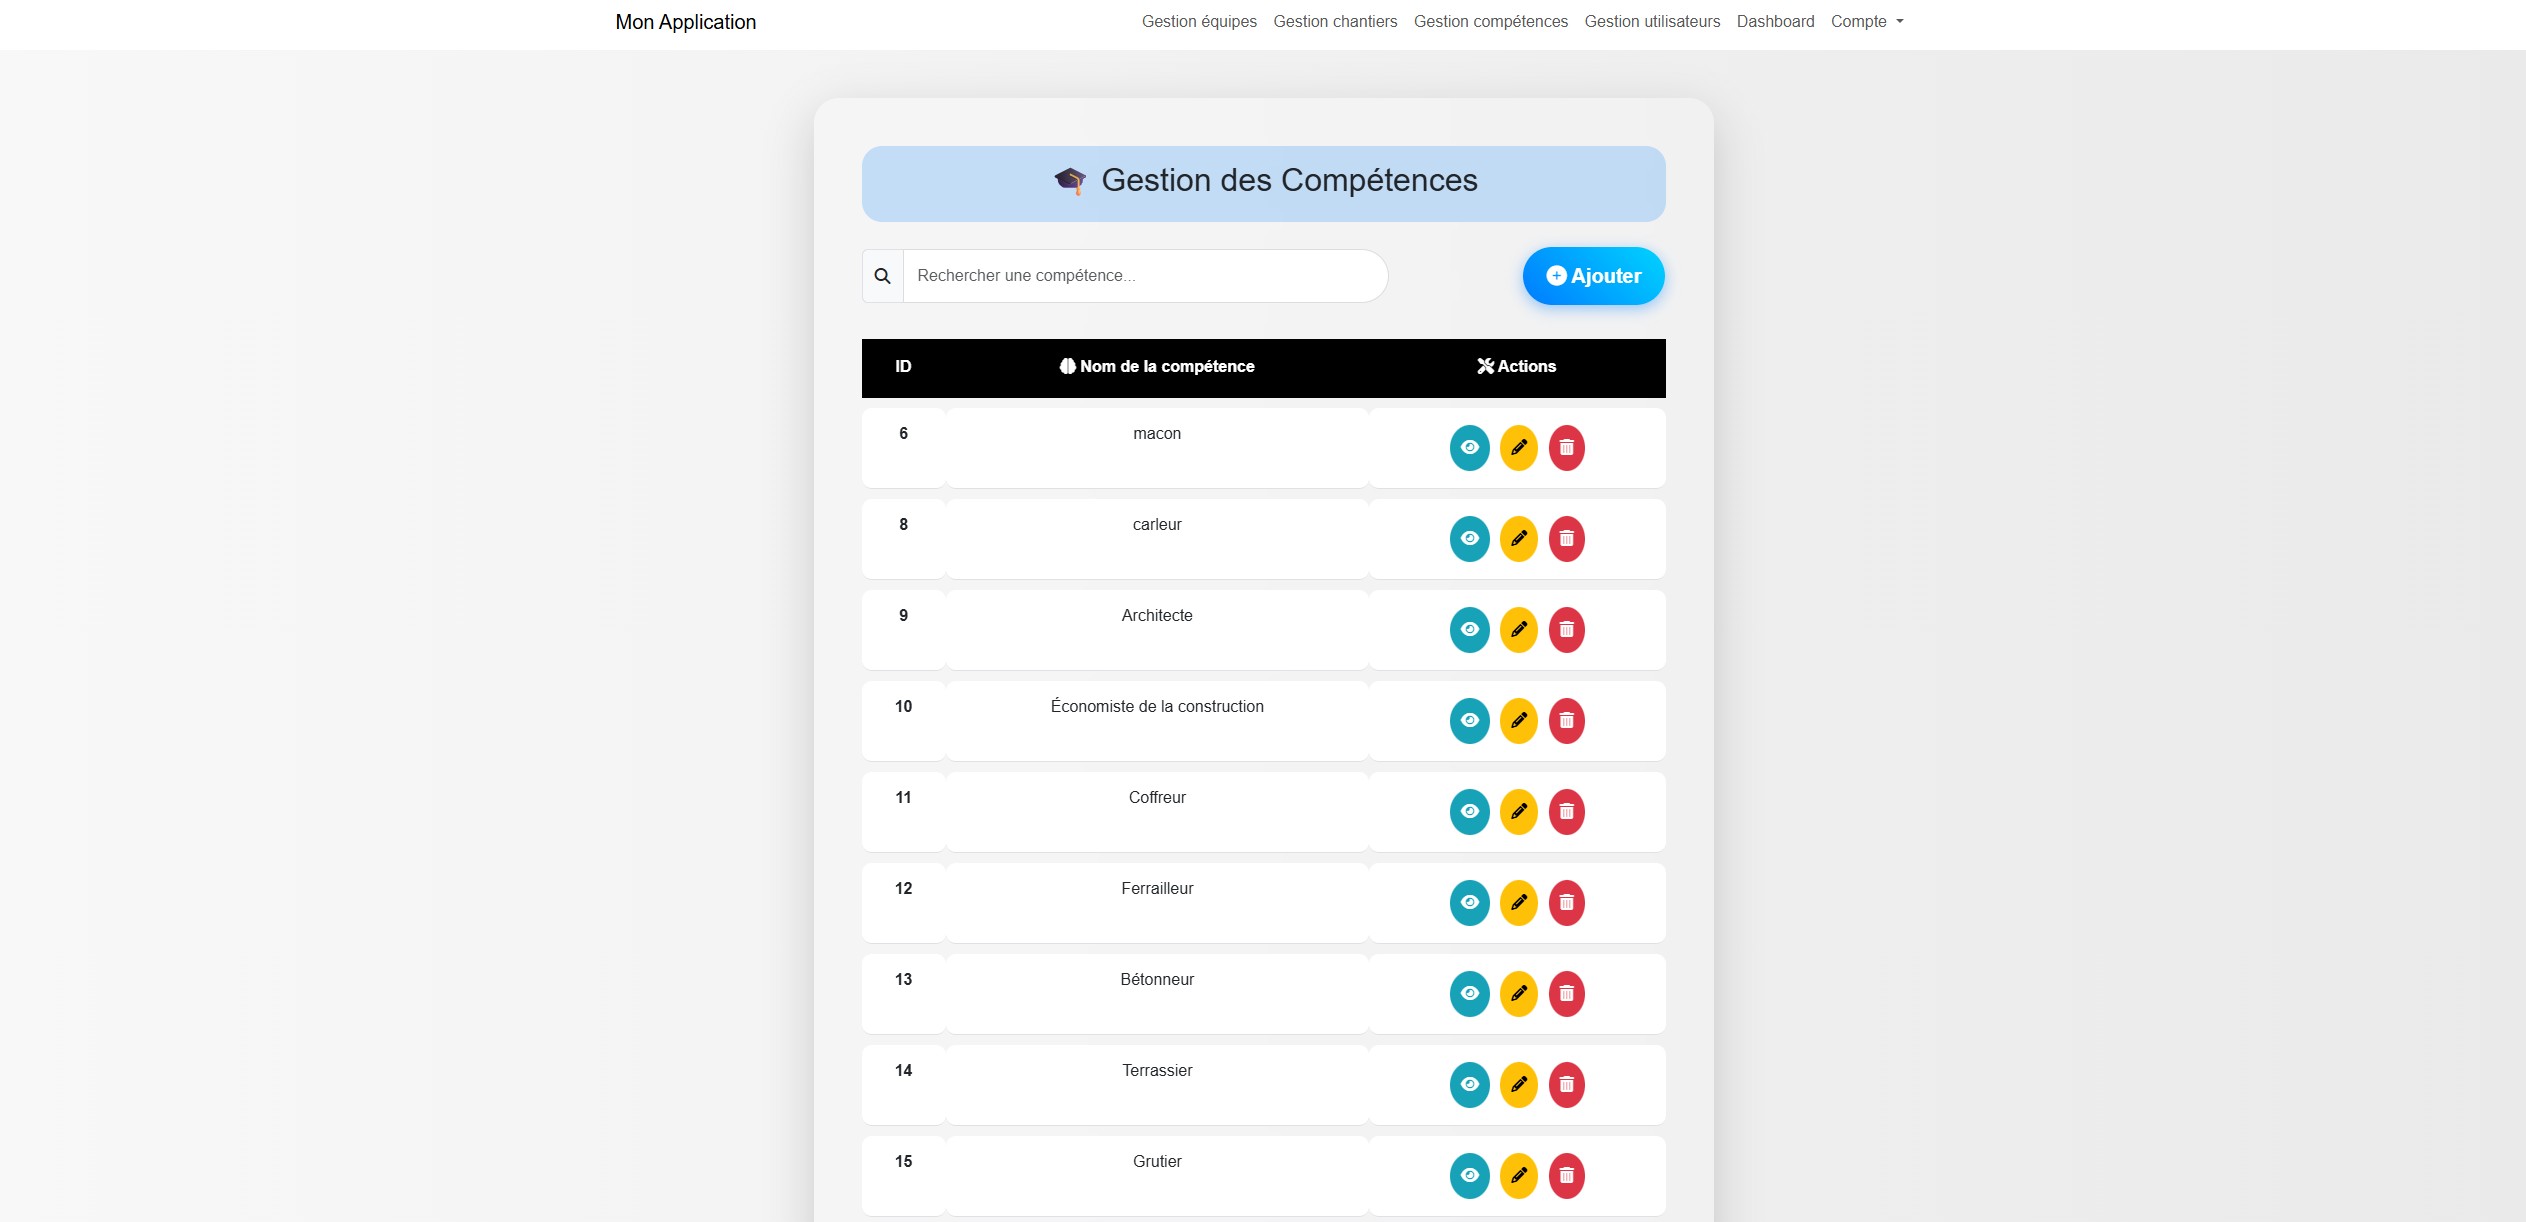 Mon Application Gestion équipes Gestion chantiers Gestion compétences Gestion utilisateurs Dashboard Compte
Gestion des Compétences
Rechercher une compétence... Ajouter
ID Nom de la compétence Actions
6 macon
8 carleur
9 Architecte
10 Économiste de la construction
11 Coffreur
12 Ferrailleur
13 Bétonneur
14 Terrassier
15 Grutier